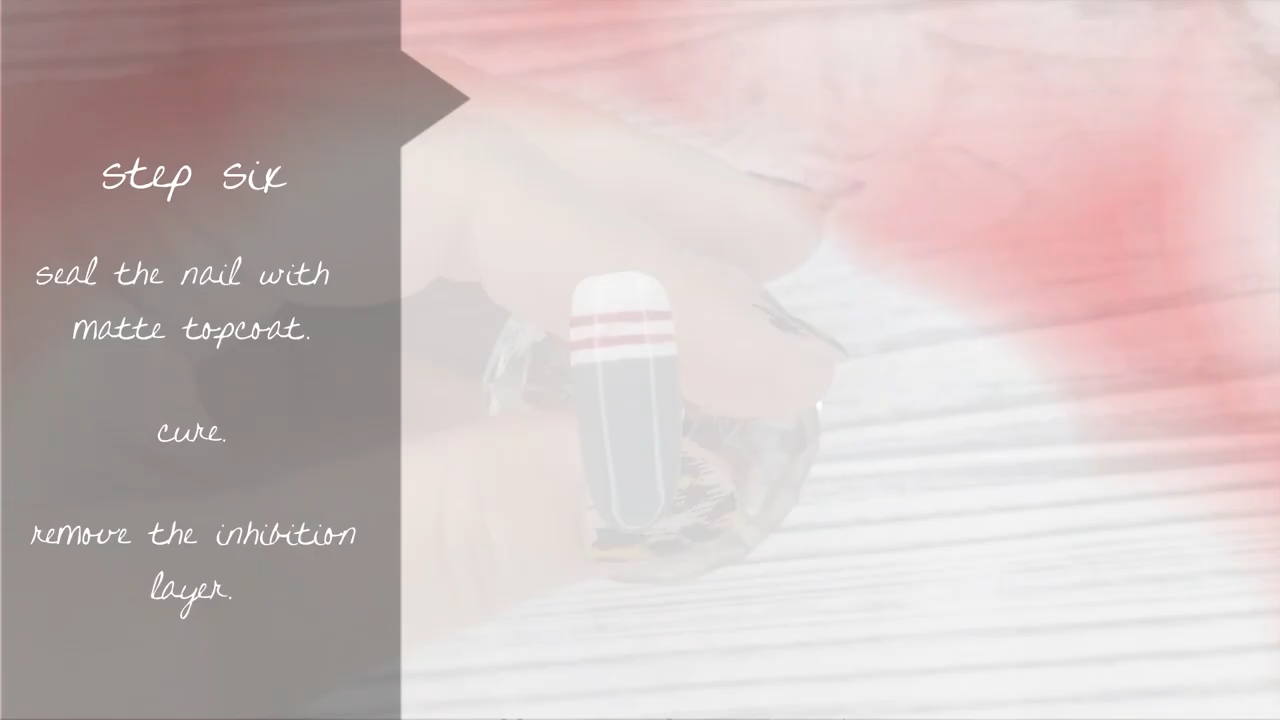 step six
seal the nail with
matte topcoat.
cure.
remove the inhibition
layer.